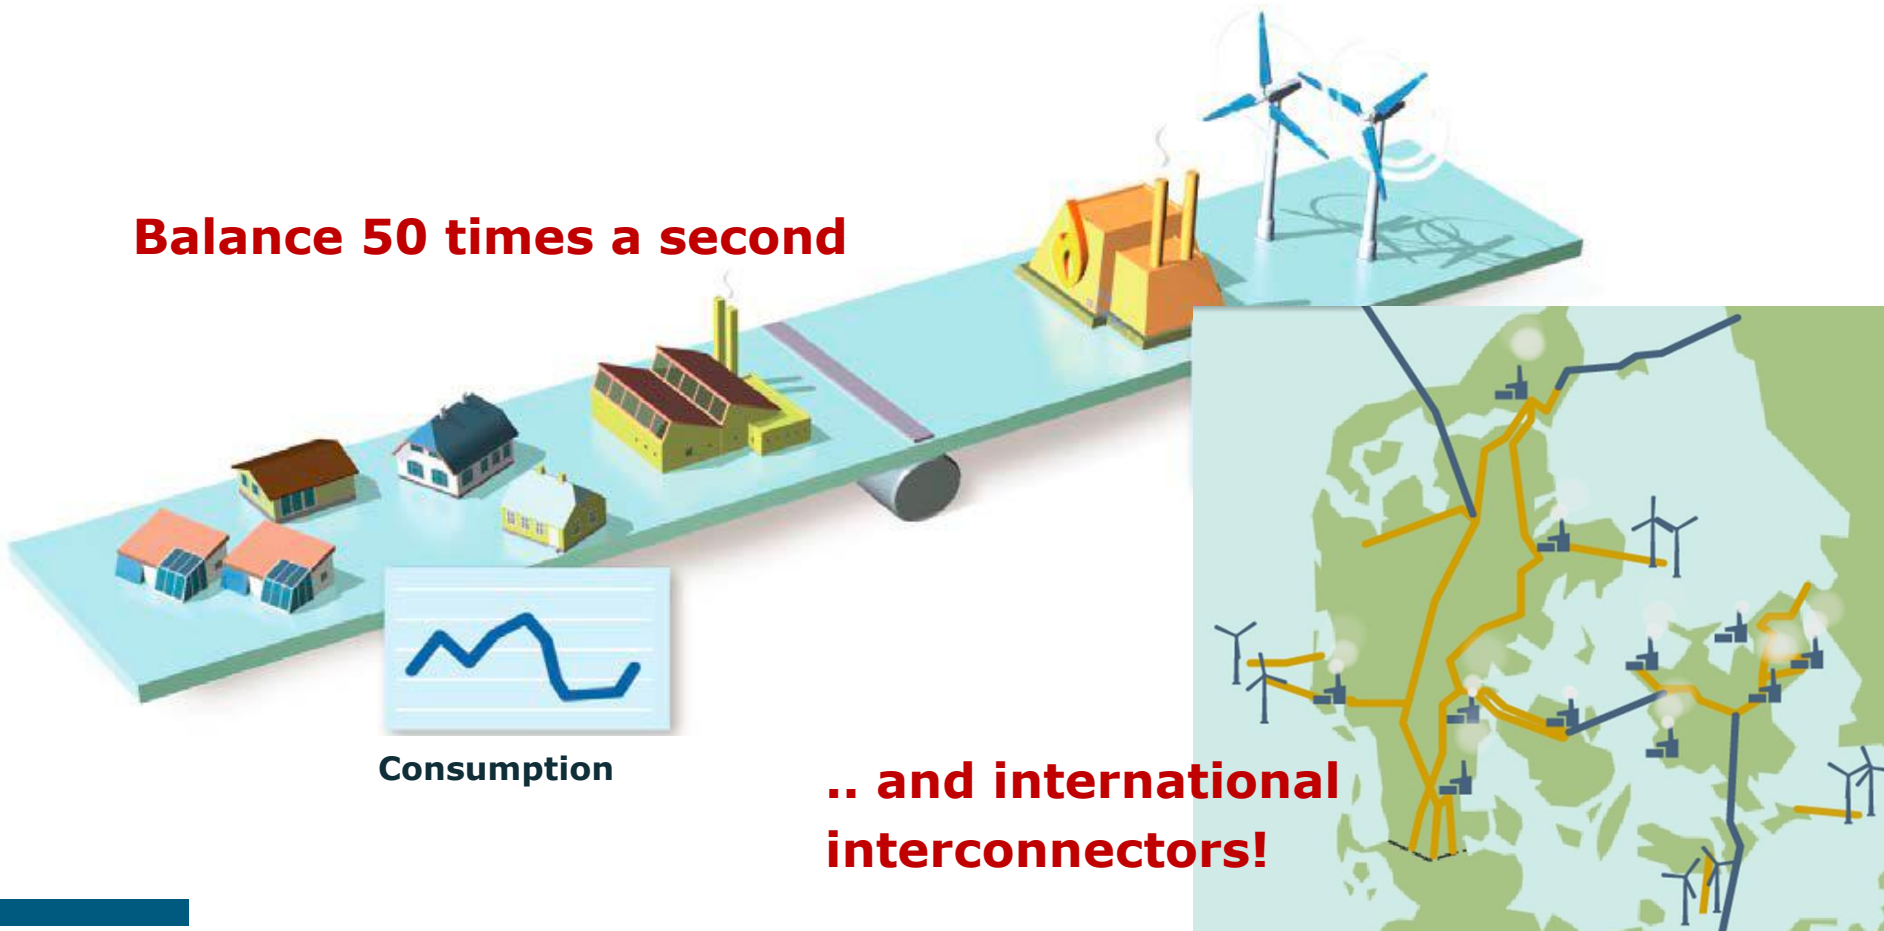 Balance 50 times a second
Consumption
.. and international
interconnectors!